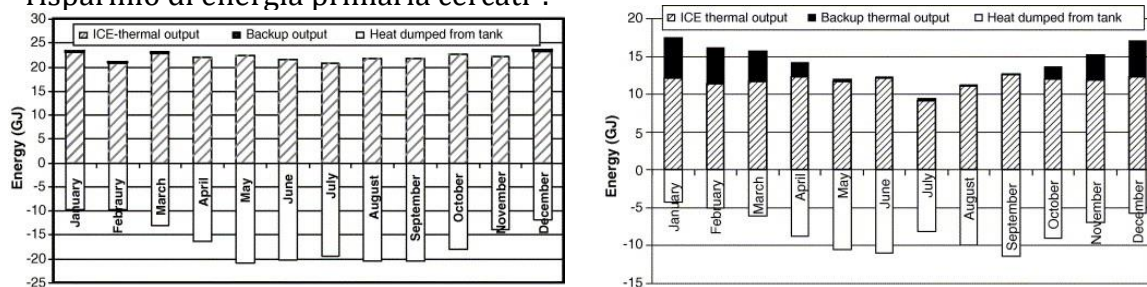 risparmio di energia primaria cercati".
30
25
20
15
10
5
0
-5
-10
-15
-20
-25
Energy (GJ)
ICE-thermal output
Backup output
Heat dumped from tank
January
Febraury
March
April
May
June
July
August
September
October
November
December
20
15
10
5
0
-5
-10
-15
Energy (GJ)
ICE thermal output
Backup thermal output
Heat dumped from tank
January
February
March
April
May
June
July
August
September
October
November
December